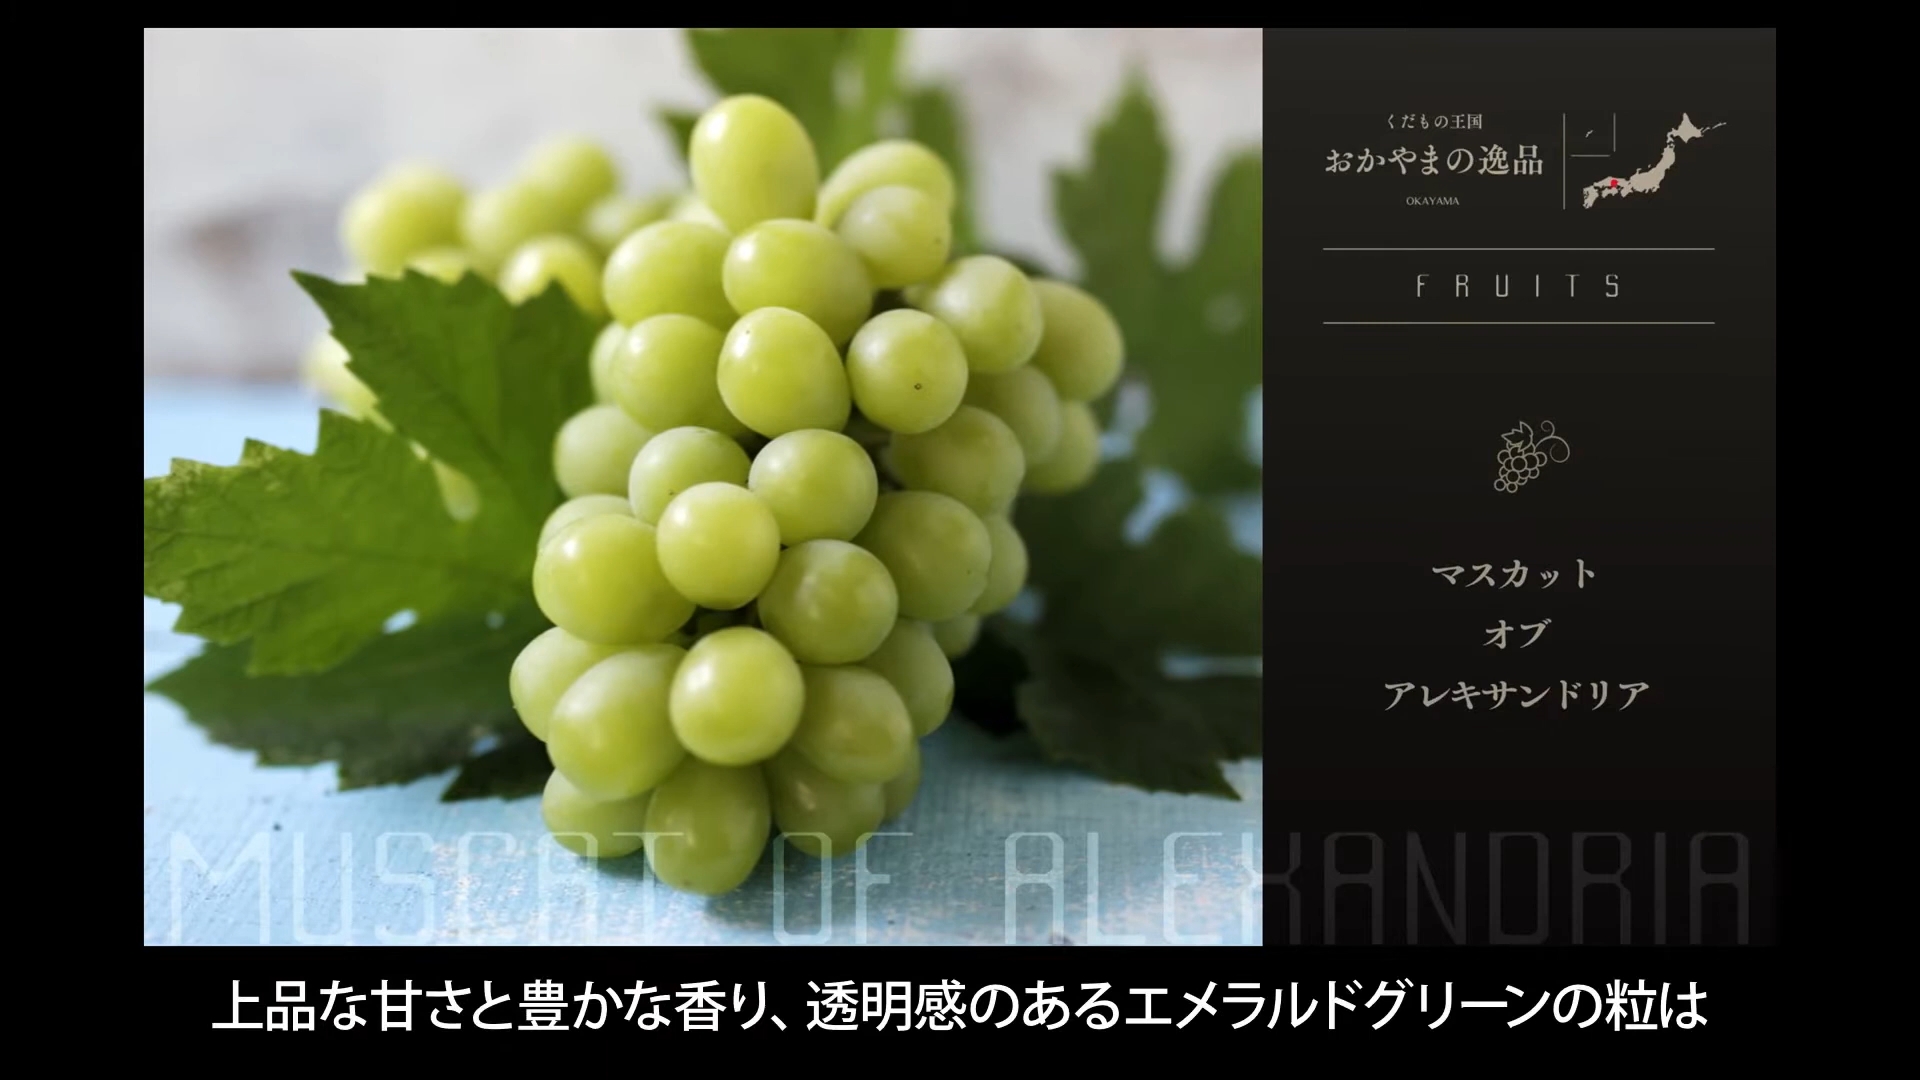 くだもの王国
おかやまの逸品
OKAYAMA
FRUITS
マスカット
オブ
アレキサンドリア
MUSCAT OF ALEXANDRIA
上品な甘さと豊かな香り、透明感のあるエメラルドグリーンの粒は